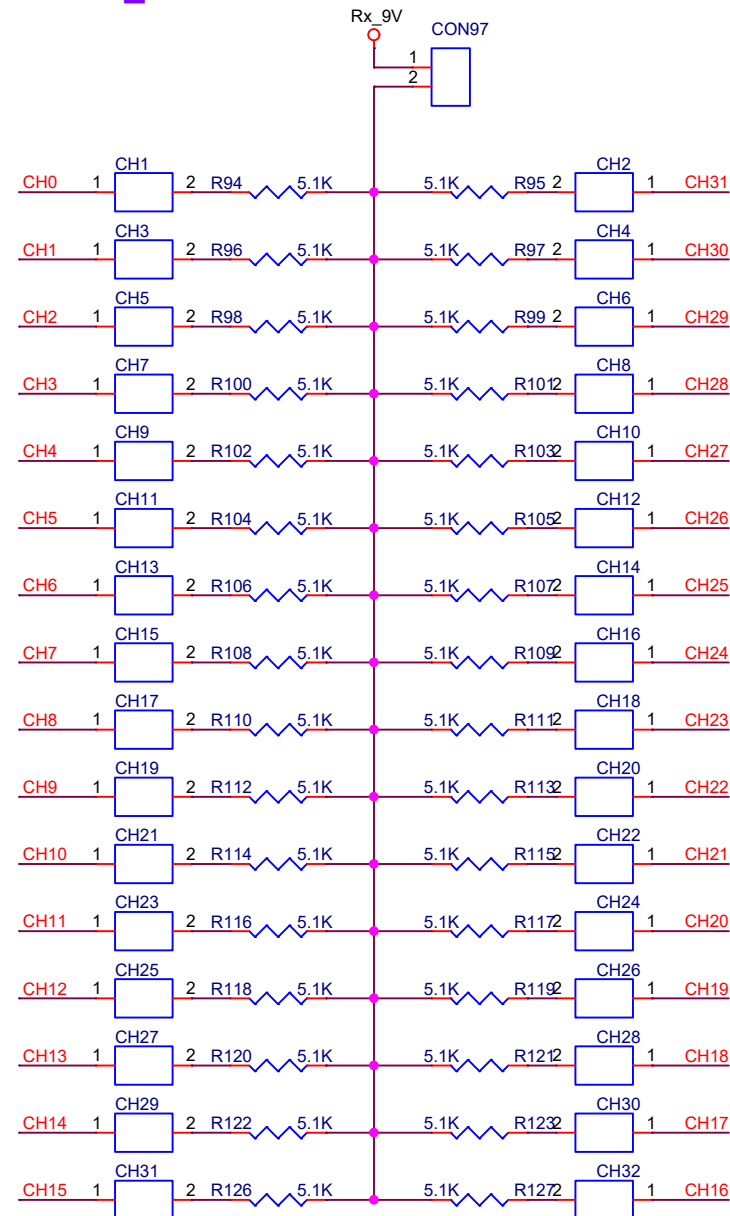 Rx_9V
CON97
1
2
CH1 CH2
CH0 1 2 R94 5.1K 5.1K R95 2 1 CH31
CH3 CH4
CH1 1 2 R96 5.1K 5.1K R97 2 1 CH30
CH5 CH6
CH2 1 2 R98 5.1K 5.1K R99 2 1 CH29
CH7 CH8
CH3 1 2 R100 5.1K 5.1K R101 2 1 CH28
CH9 CH10
CH4 1 2 R102 5.1K 5.1K R103 2 1 CH27
CH11 CH12
CH5 1 2 R104 5.1K 5.1K R105 2 1 CH26
CH13 CH14
CH6 1 2 R106 5.1K 5.1K R107 2 1 CH25
CH15 CH16
CH7 1 2 R108 5.1K 5.1K R109 2 1 CH24
CH17 CH18
CH8 1 2 R110 5.1K 5.1K R111 2 1 CH23
CH19 CH20
CH9 1 2 R112 5.1K 5.1K R113 2 1 CH22
CH21 CH22
CH10 1 2 R114 5.1K 5.1K R115 2 1 CH21
CH23 CH24
CH11 1 2 R116 5.1K 5.1K R117 2 1 CH20
CH25 CH26
CH12 1 2 R118 5.1K 5.1K R119 2 1 CH19
CH27 CH28
CH13 1 2 R120 5.1K 5.1K R121 2 1 CH18
CH29 CH30
CH14 1 2 R122 5.1K 5.1K R123 2 1 CH17
CH31 CH32
CH15 1 2 R126 5.1K 5.1K R127 2 1 CH16